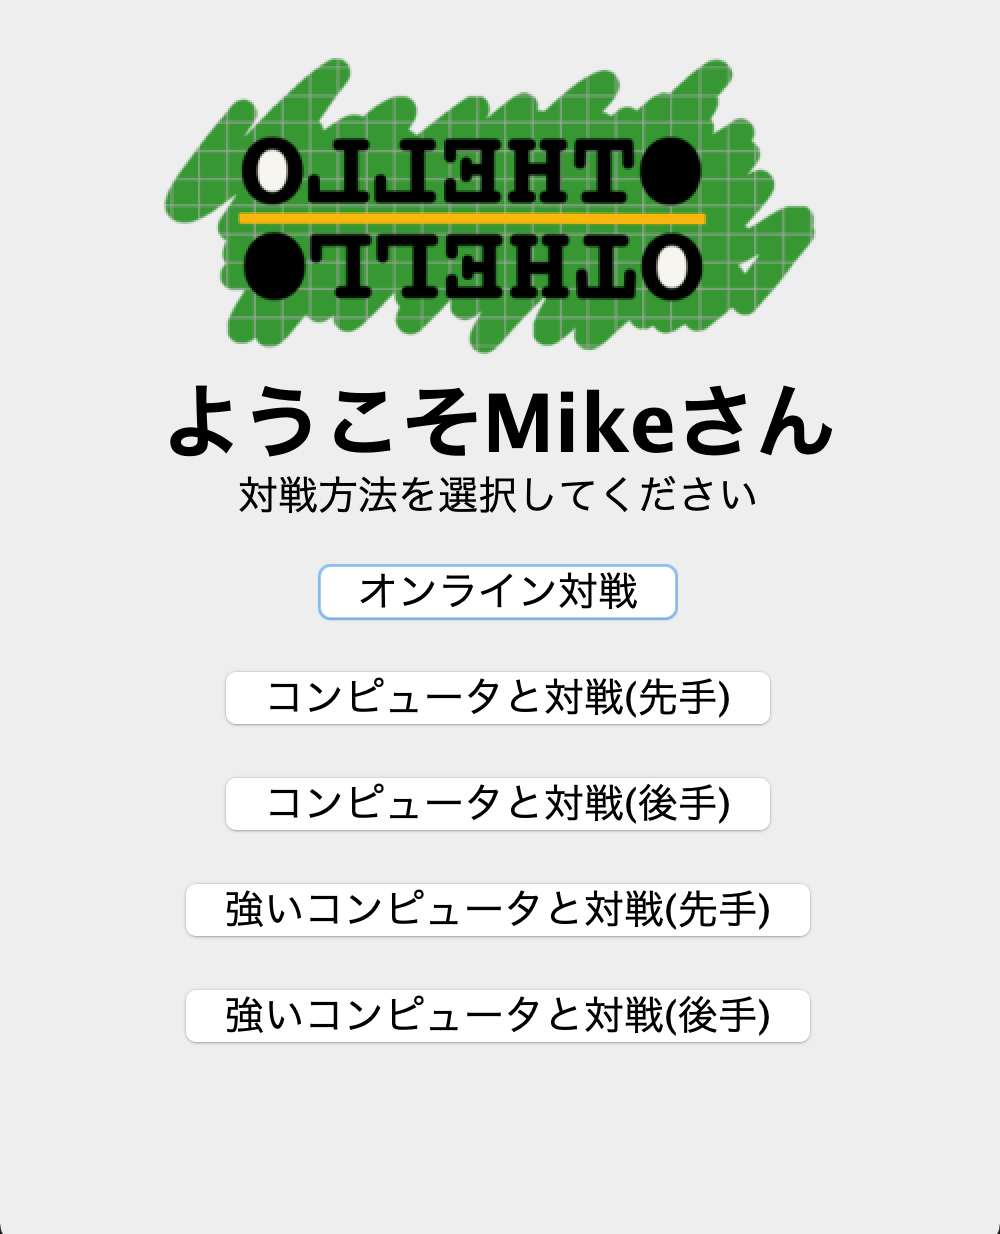 OTHELLO
OTHELLO
ようこそMikeさん
対戦方法を選択してください
オンライン対戦
コンピュータと対戦(先手)
コンピュータと対戦(後手)
強いコンピュータと対戦(先手)
強いコンピュータと対戦(後手)